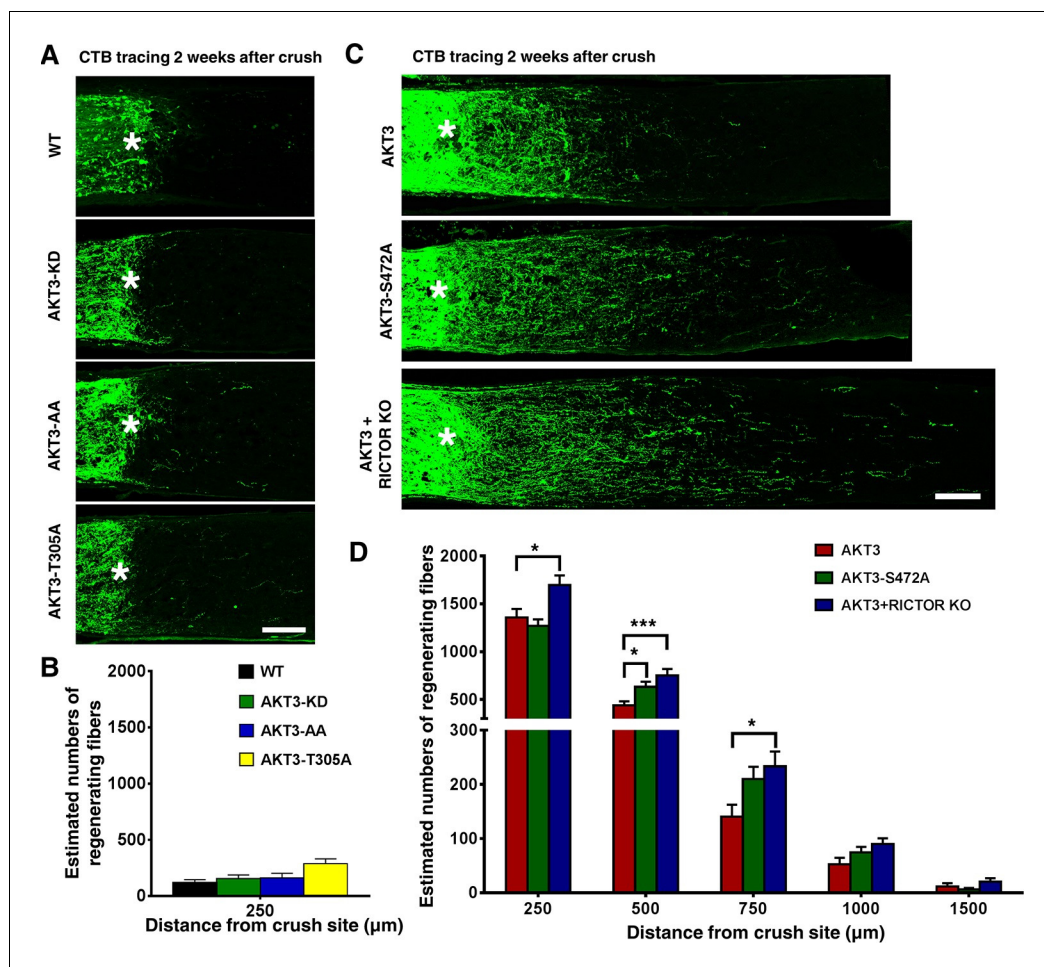 A
CTB tracing 2 weeks after crush
WT
AKT3-KD
AKT3-AA
AKT3-T305A
C
CTB tracing 2 weeks after crush
AKT3
AKT3-S472A
AKT3 +
RICTOR KO
B
Estimated numbers of
regenerating fibers
2000
1500
1000
500
0
WT
AKT3-KD
AKT3-AA
AKT3-T305A
250
Distance from crush site (µm)
D
Estimated numbers of regenerating fibers
2000
1500
1000
500
300
200
100
0
*
***
*
*
AKT3
AKT3-S472A
AKT3+RICTOR KO
250 500 750 1000 1500
Distance from crush site (µm)